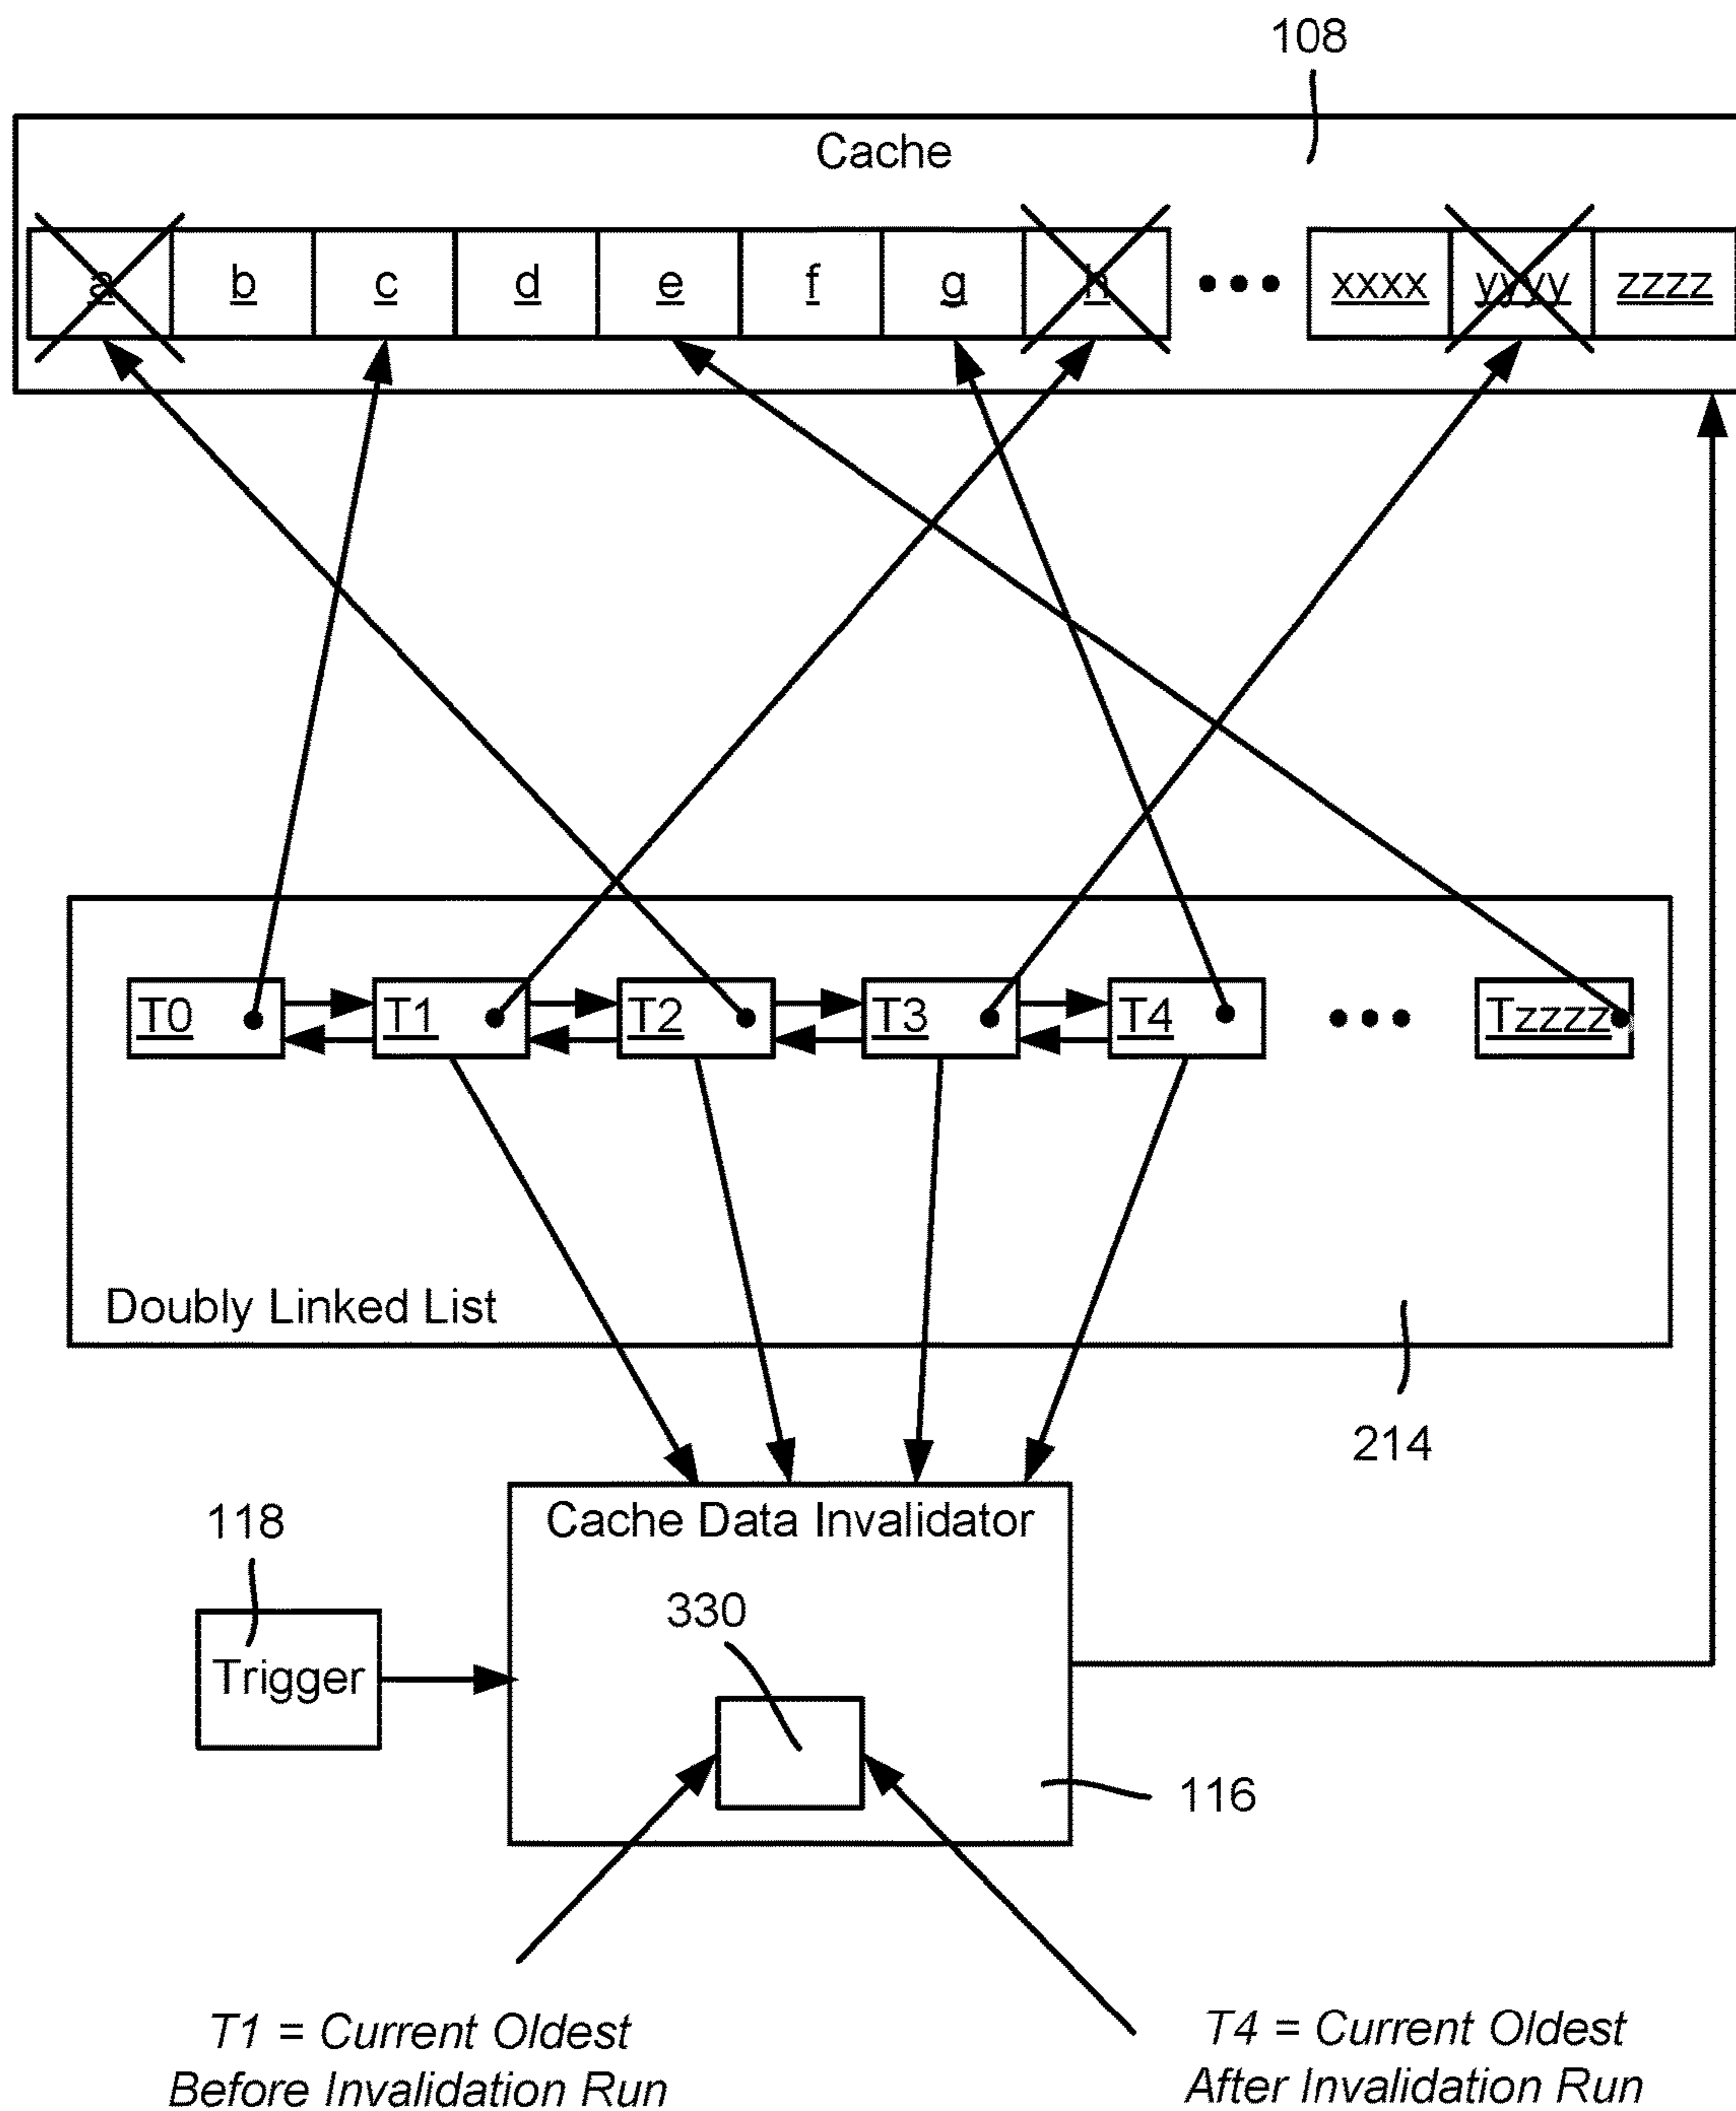 108
Cache
a b c d e f g h ••• xxxx yyyy zzzz
T0 T1 T2 T3 T4 ••• Tzzzz
Doubly Linked List
214
Cache Data Invalidator
118
330
Trigger
116
T1 = Current Oldest
Before Invalidation Run
T4 = Current Oldest
After Invalidation Run